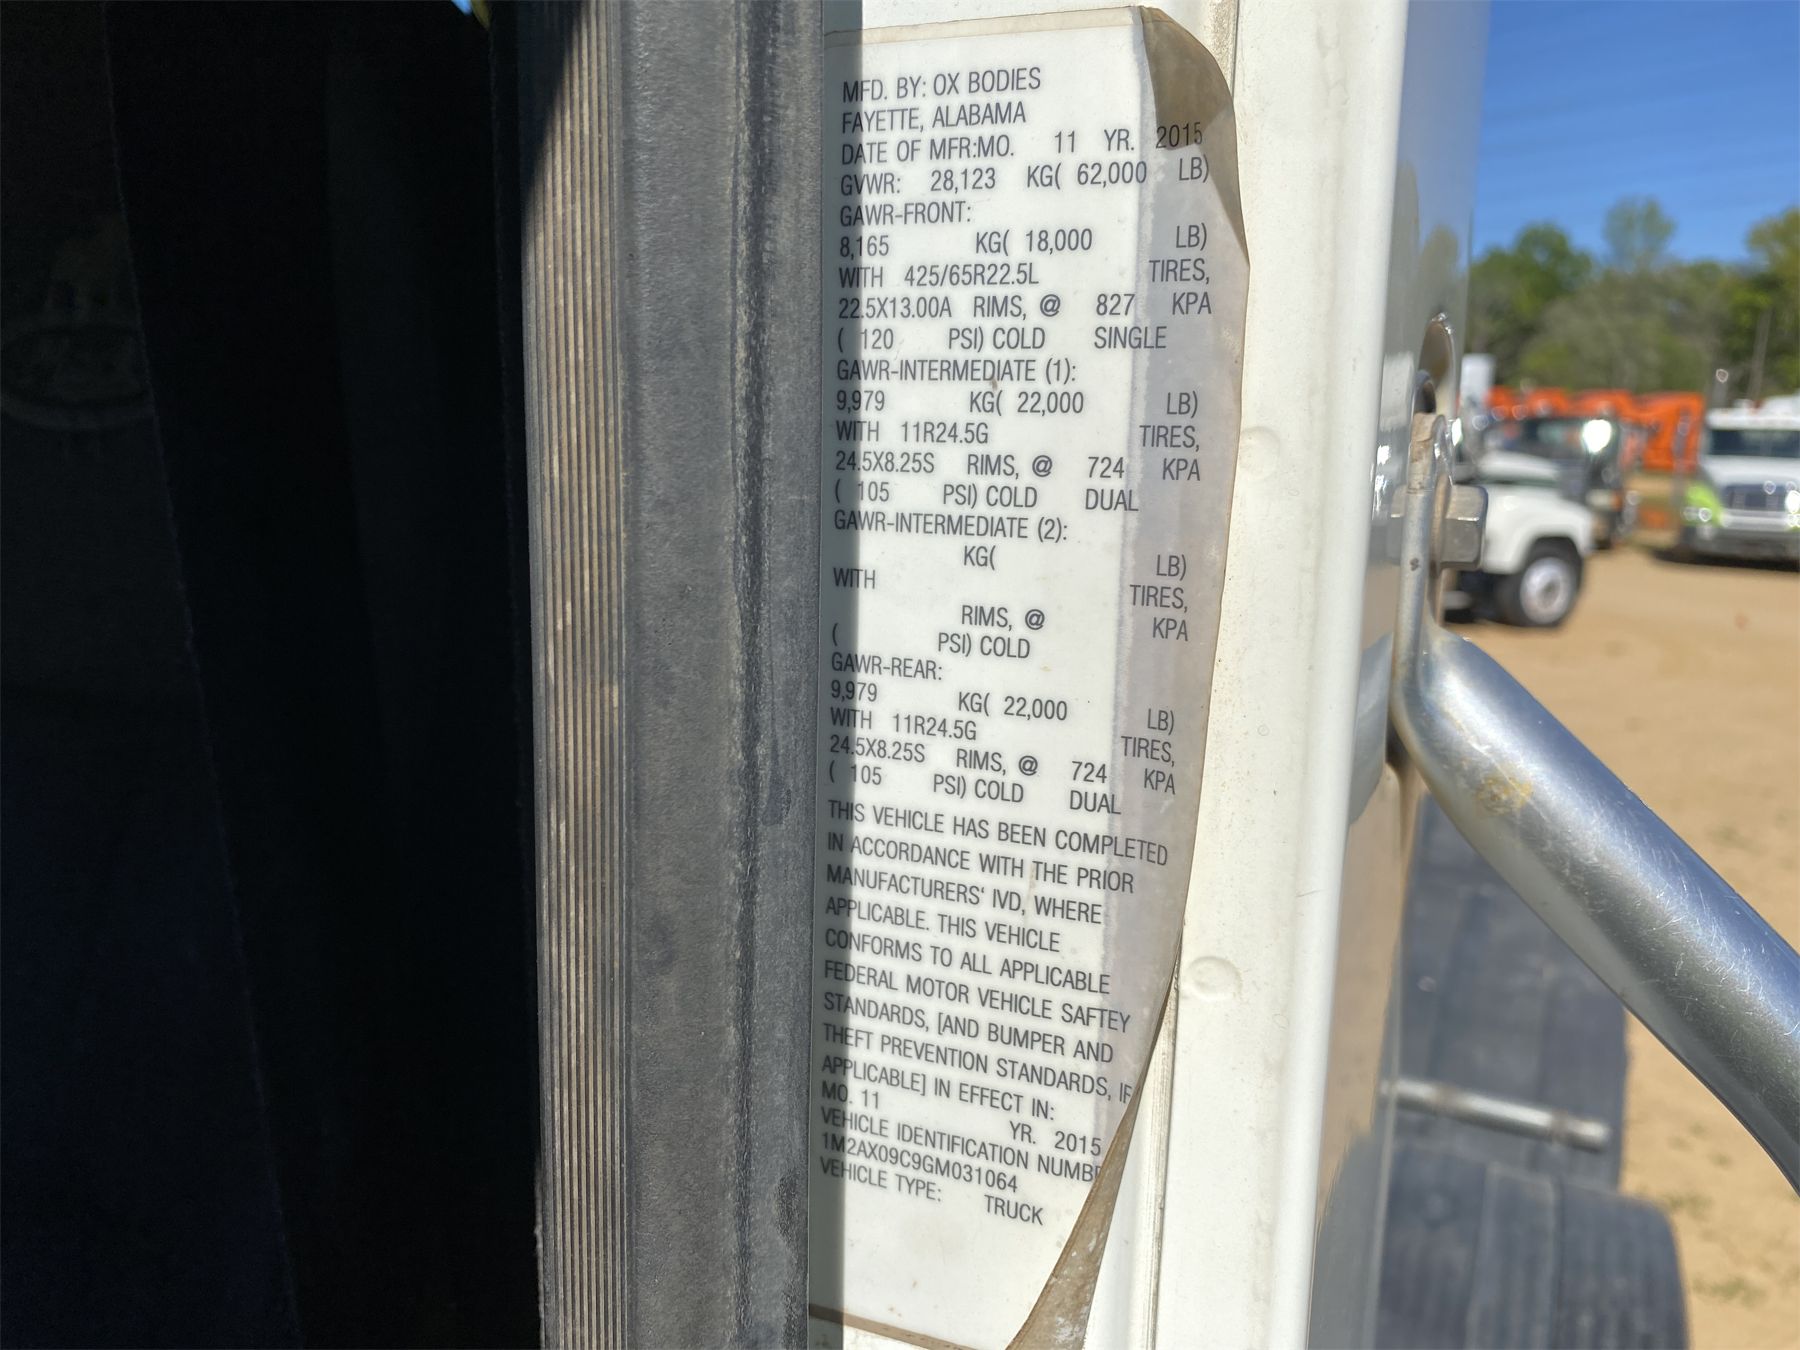 MFD. BY: OX BODIES
FAYETTE, ALABAMA
DATE OF MFR:MO. 11 YR. 2015
GVWR: 28,123 KG( 62,000 LB)
GAWR-FRONT:
8,165 KG( 18,000 LB)
WITH 425/65R22.5L TIRES,
22.5X13.00A RIMS, @ 827 KPA
( 120 PSI) COLD SINGLE
GAWR-INTERMEDIATE (1):
9,979 KG( 22,000 LB)
WITH 11R24.5G TIRES,
24.5X8.25S RIMS, @ 724 KPA
( 105 PSI) COLD DUAL
GAWR-INTERMEDIATE (2):
KG( LB)
WITH TIRES,
RIMS, @ KPA
( PSI) COLD
GAWR-REAR:
9,979 KG( 22,000 LB)
WITH 11R24.5G TIRES,
24.5X8.25S RIMS, @ 724 KPA
( 105 PSI) COLD DUAL
THIS VEHICLE HAS BEEN COMPLETED
IN ACCORDANCE WITH THE PRIOR
MANUFACTURERS' IVD, WHERE
APPLICABLE. THIS VEHICLE
CONFORMS TO ALL APPLICABLE
FEDERAL MOTOR VEHICLE SAFTEY
STANDARDS, [AND BUMPER AND
THEFT PREVENTION STANDARDS, IF
APPLICABLE] IN EFFECT IN:
MO. 11 YR. 2015
VEHICLE IDENTIFICATION NUMBE
1M2AX09C9GM031064
VEHICLE TYPE: TRUCK